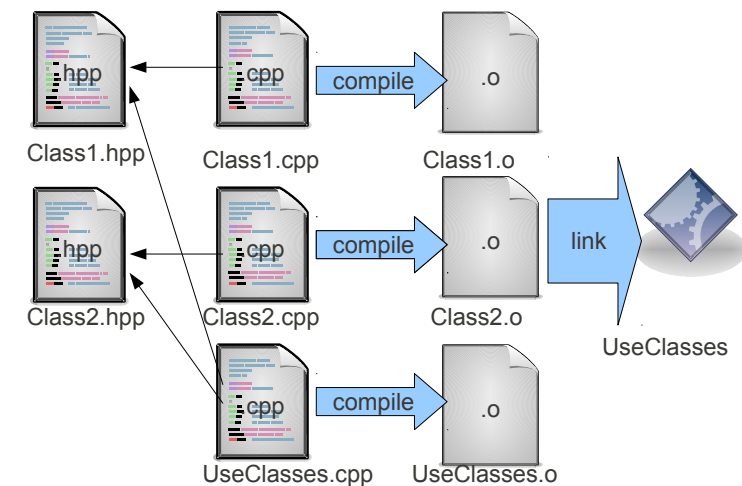 hpp
cpp
compile
.o
Class1.hpp
Class1.cpp
Class1.o
hpp
cpp
compile
.o
link
Class2.hpp
Class2.cpp
Class2.o
UseClasses
cpp
compile
.o
UseClasses.cpp
UseClasses.o